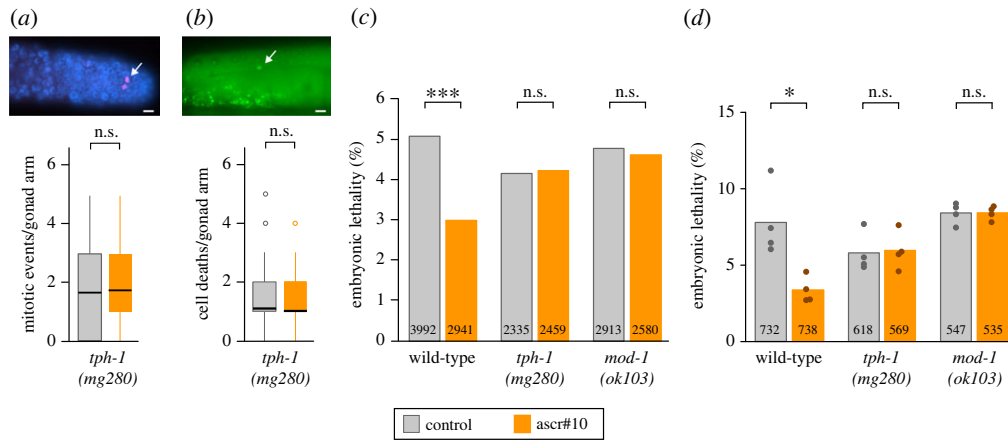 (a)
n.s.
mitotic events/gonad arm
6
4
2
0
tph-1
(mg280)
(b)
n.s.
cell deaths/gonad arm
6
4
2
0
tph-1
(mg280)
(c)
*** n.s. n.s.
embryonic lethality (%)
6
5
4
3
2
1
0
3992 2941 2335 2459 2913 2580
wild-type tph-1 mod-1
(mg280) (ok103)
(d)
* n.s. n.s.
embryonic lethality (%)
15
10
5
0
732 738 618 569 547 535
wild-type tph-1 mod-1
(mg280) (ok103)
control ascr#10